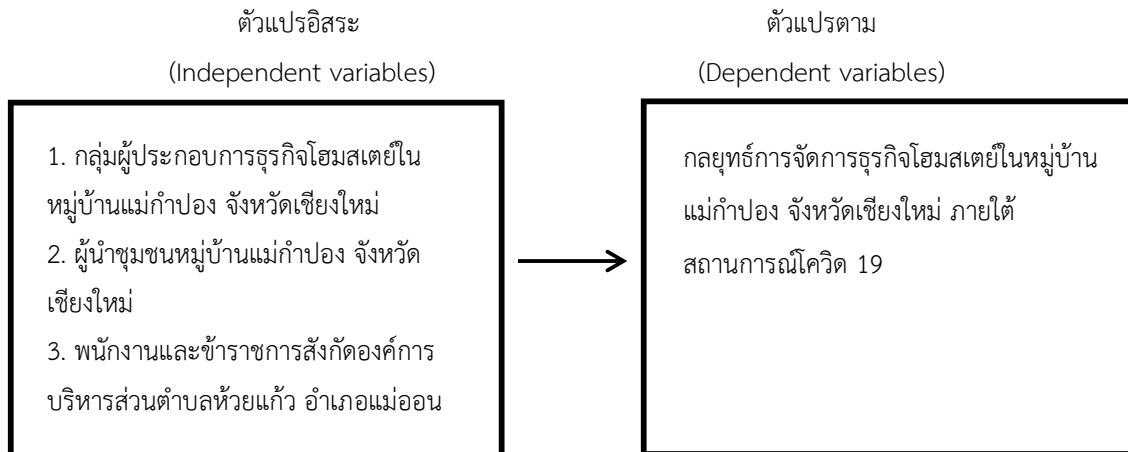 ตัวแปรอิสระ
(Independent variables)
1. กลุ่มผู้ประกอบการธุรกิจโฮมสเตย์ใน
หมู่บ้านแม่กำปอง จังหวัดเชียงใหม่
2. ผู้นำชุมชนหมู่บ้านแม่กำปอง จังหวัด
เชียงใหม่
3. พนักงานและข้าราชการสังกัดองค์การ
บริหารส่วนตำบลห้วยแก้ว อำเภอแม่ออน
ตัวแปรตาม
(Dependent variables)
กลยุทธ์การจัดการธุรกิจโฮมสเตย์ในหมู่บ้าน
แม่กำปอง จังหวัดเชียงใหม่ ภายใต้
สถานการณ์โควิด 19